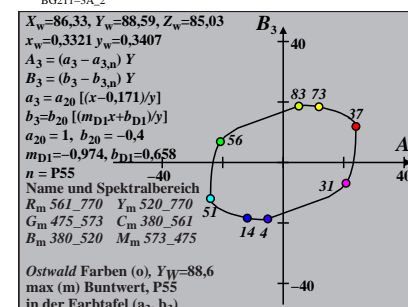 BG211-3A_2
X_w=86,33, Y_w=88,59, Z_w=85,03
x_w=0,3321 y_w=0,3407
A_3 = (a_3 − a_3,n) Y
B_3 = (b_3 − b_3,n) Y
a_3 = a_20 [(x−0,171)/y]
b_3=b_20 [(m_D1x+b_D1)/y]
a_20 = 1, b_20 = −0,4
m_D1=−0,974, b_D1=0,658
n = P55
Name und Spektralbereich
R_m 561_770 Y_m 520_770
G_m 475_573 C_m 380_561
B_m 380_520 M_m 573_475
Ostwald Farben (o), Y_W=88,6
max (m) Buntwert, P55
in der Farbtafel (a_3, b_3)
B_3
40
83 73
37
56
A
−40
40
31
51
14 4
−40